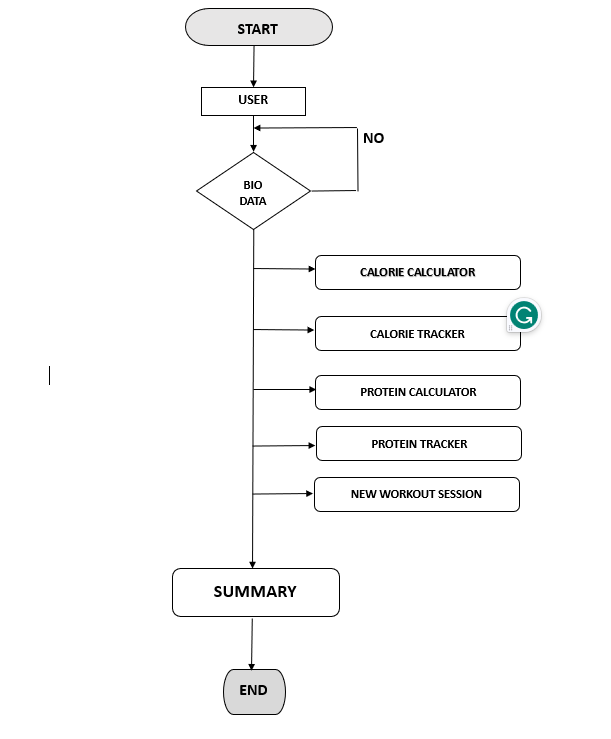 START
USER
NO
BIO
DATA
CALORIE CALCULATOR
CALORIE TRACKER
PROTEIN CALCULATOR
PROTEIN TRACKER
NEW WORKOUT SESSION
SUMMARY
END